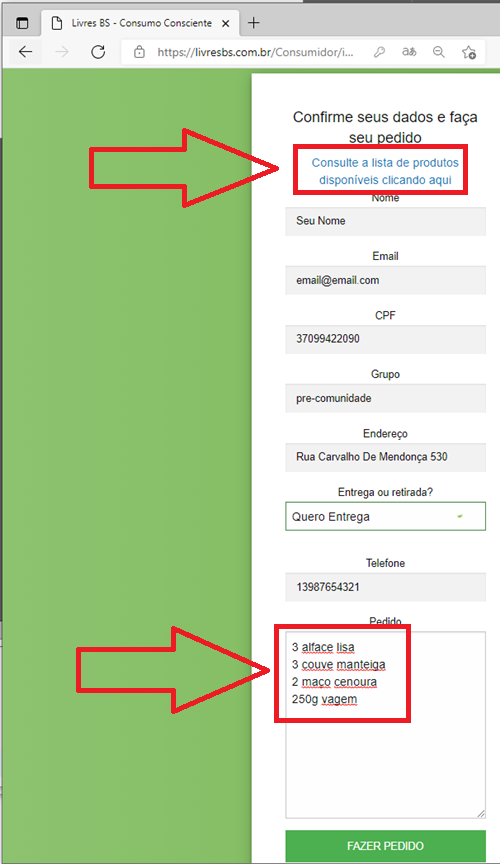 Livres BS - Consumo Consciente
https://livresbs.com.br/Consumidor/i...
Confirme seus dados e faça
seu pedido
Consulte a lista de produtos
disponíveis clicando aqui
Nome
Seu Nome
Email
email@email.com
CPF
37099422090
Grupo
pre-comunidade
Endereço
Rua Carvalho De Mendonça 530
Entrega ou retirada?
Quero Entrega
Telefone
13987654321
Pedido
3 alface lisa
3 couve manteiga
2 maço cenoura
250g vagem
FAZER PEDIDO